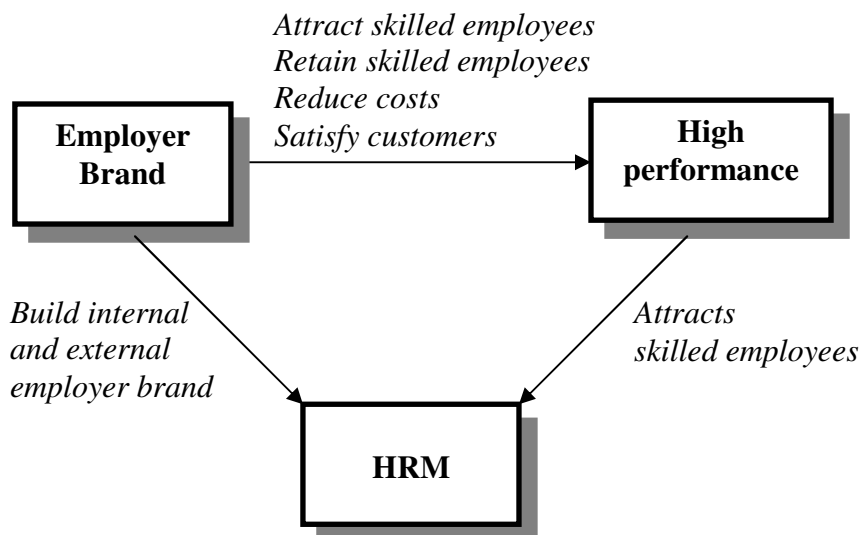 Attract skilled employees
Retain skilled employees
Reduce costs
Satisfy customers
Employer
Brand
High
performance
Build internal
and external
employer brand
Attracts
skilled employees
HRM